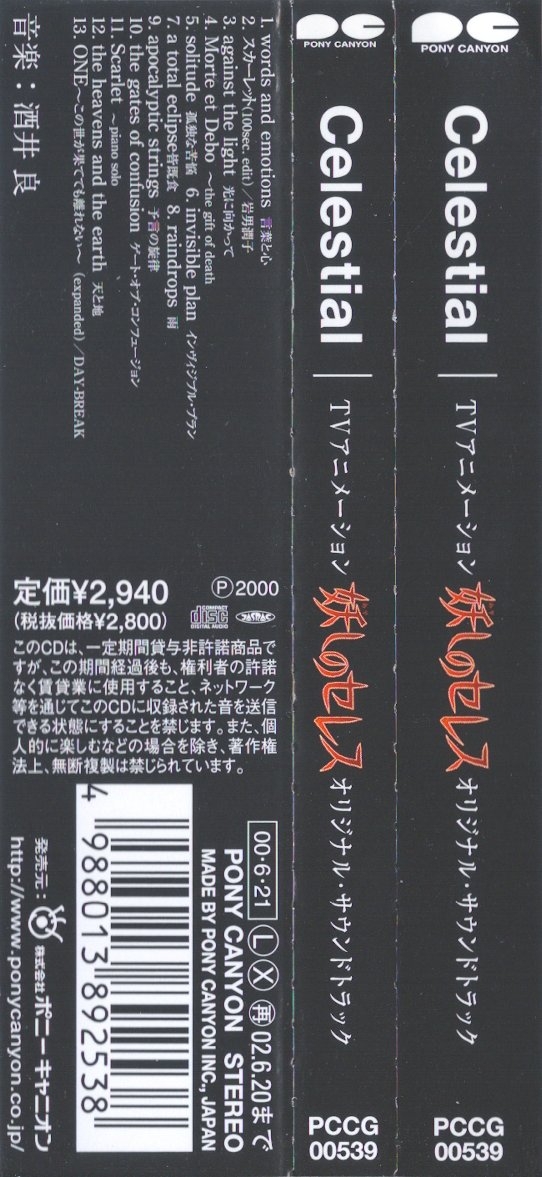 PONY CANYON
Celestial
TVアニメーション 妖しのセレス オリジナル・サウンドトラック
PCCG
00539
PONY CANYON
Celestial
TVアニメーション 妖しのセレス オリジナル・サウンドトラック
PCCG
00539
1. words and emotions 言葉と心
2. スカーレット(100sec. edit)／岩男潤子
3. against the light 光に向かって
4. Morte et Debo ～the gift of death
5. solitude 孤独な苦悩 6. invisible plan インヴィジブル・プラン
7. a total eclipse 皆既食 8. raindrops 雨
9. apocalyptic strings 予言の旋律
10. the gates of confusion ゲート・オブ・コンフュージョン
11. Scarlet ～piano solo
12. the heavens and the earth 天と地
13. ONE～この世が果てても離れない～ (expanded)／DAY-BREAK
音楽：酒井 良
Ⓟ2000
定価¥2,940
(税抜価格¥2,800)
COMPACT
disc
DIGITAL AUDIO
JASRAC
このCDは、一定期間貸与非許諾商品で
すが、この期間経過後も、権利者の許諾
なく賃貸業に使用すること、ネットワーク
等を通じてこのCDに収録された音を送信
できる状態にすることを禁じます。また、個
人的に楽しむなどの場合を除き、著作権
法上、無断複製は禁じられています。
00・6・21 Ⓛ Ⓧ 再 02.6.20まで
PONY CANYON STEREO
MADE BY PONY CANYON INC., JAPAN
4 988013 892538
発売元： 株式会社 ポニーキャニオン
http://www.ponycanyon.co.jp/